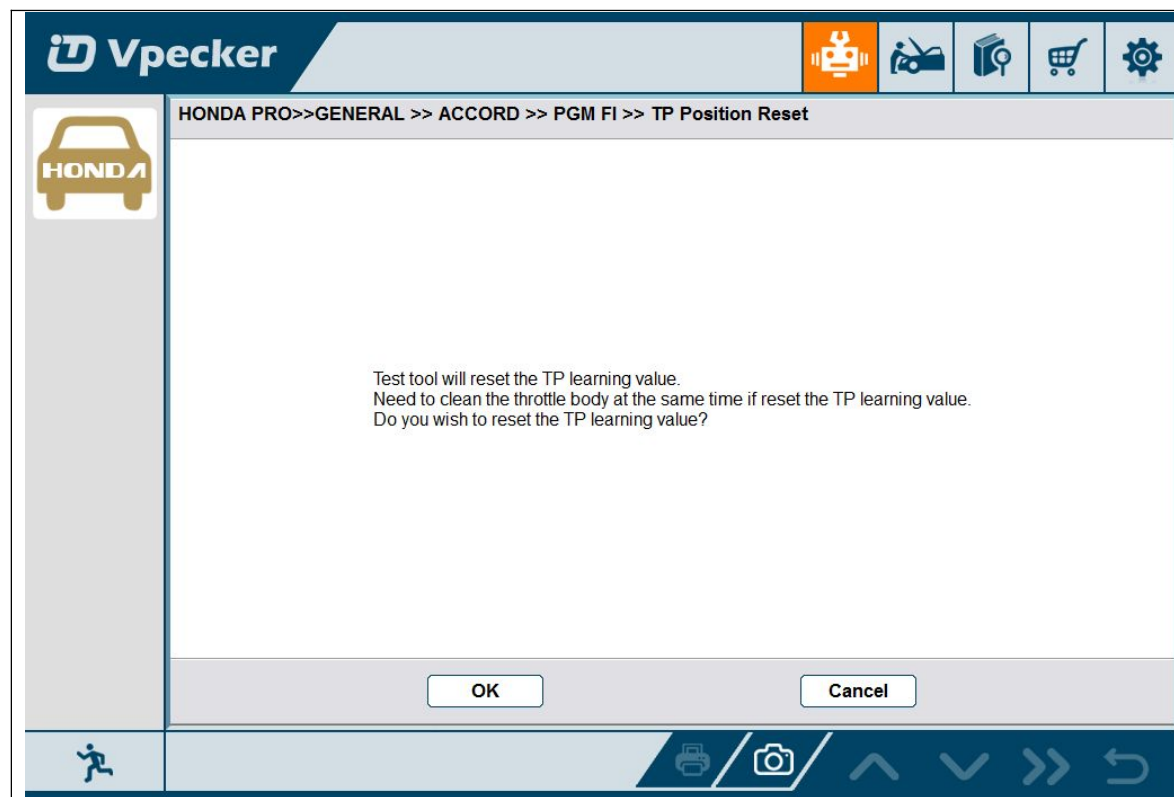 Vpecker
HONDA PRO>>GENERAL >> ACCORD >> PGM FI >> TP Position Reset
HONDA
Test tool will reset the TP learning value.
Need to clean the throttle body at the same time if reset the TP learning value.
Do you wish to reset the TP learning value?
OK
Cancel